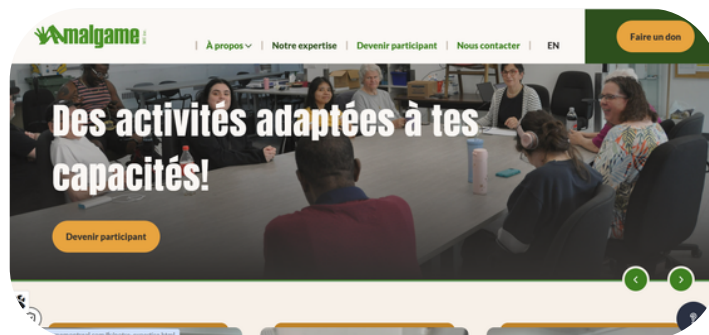 Amalgame
À propos
Notre expertise
Devenir participant
Nous contacter
EN
Faire un don
Des activités adaptées à tes
capacités!
Devenir participant